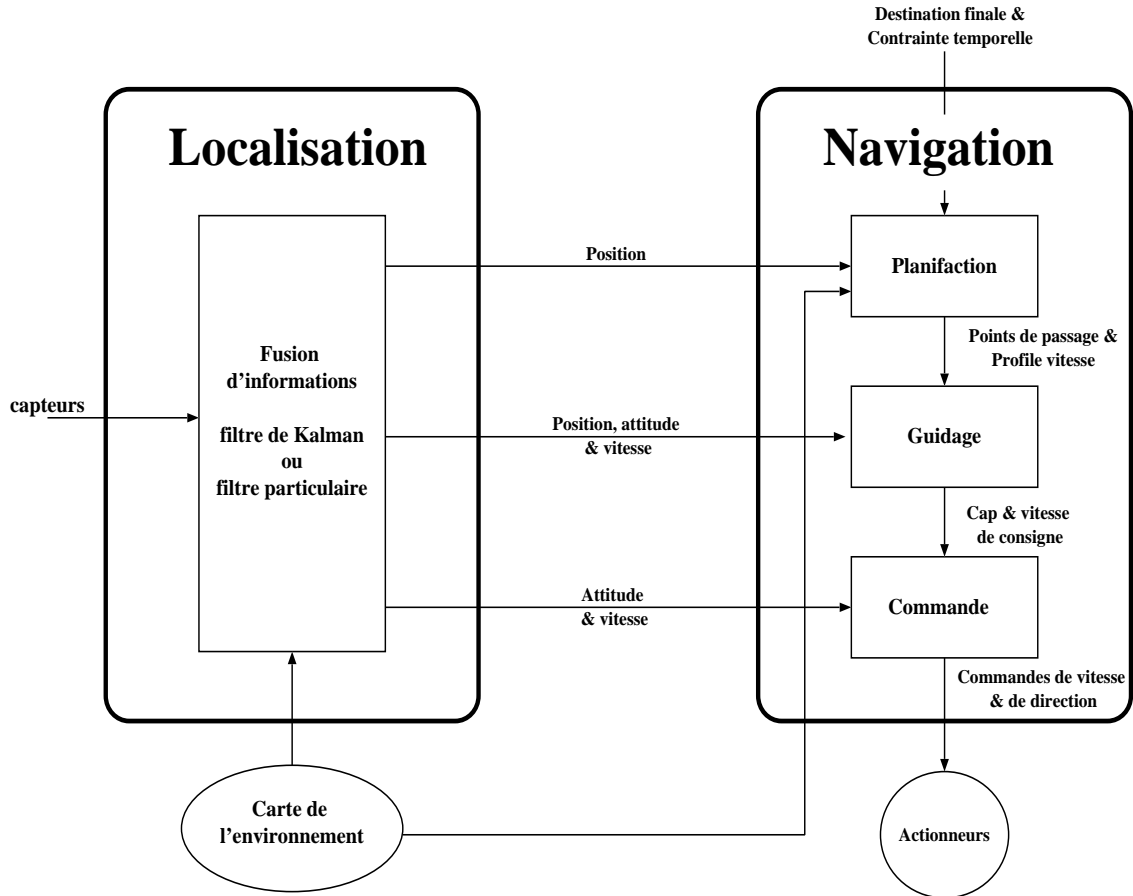 Destination finale &
Contrainte temporelle
Localisation
Navigation
Position
Planifaction
Fusion
d'informations
filtre de Kalman
ou
filtre particulaire
Points de passage &
Profile vitesse
capteurs
Position, attitude
& vitesse
Guidage
Cap & vitesse
de consigne
Attitude
& vitesse
Commande
Commandes de vitesse
& de direction
Carte de
l'environnement
Actionneurs